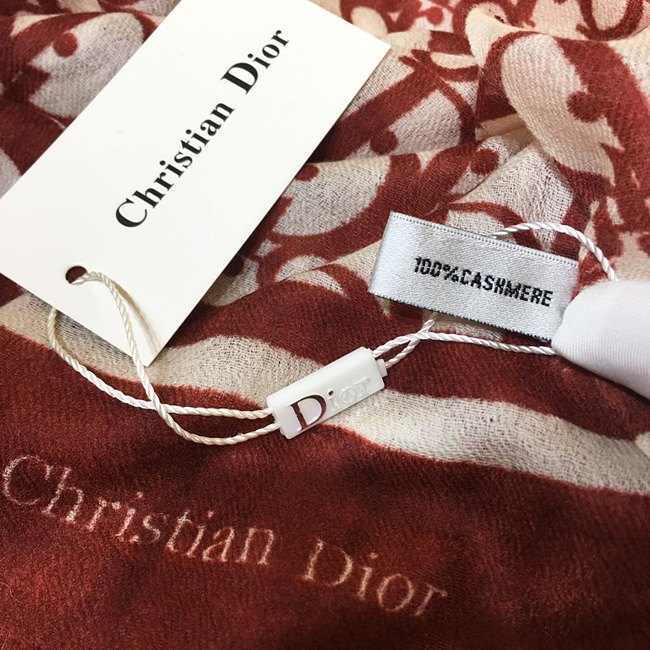 Christian Dior
100%CASHMERE
Dior
Christian Dior